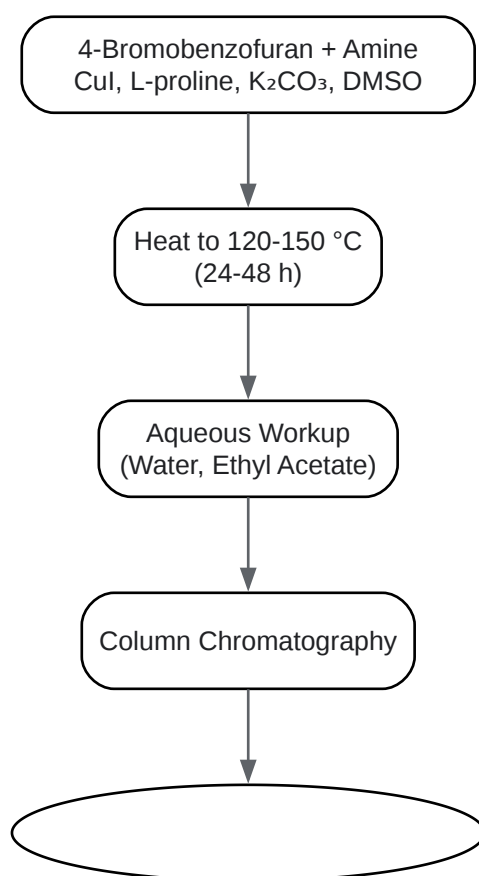 4-Bromobenzofuran + Amine
CuI, L-proline, K₂CO₃, DMSO
Heat to 120-150 °C
(24-48 h)
Aqueous Workup
(Water, Ethyl Acetate)
Column Chromatography